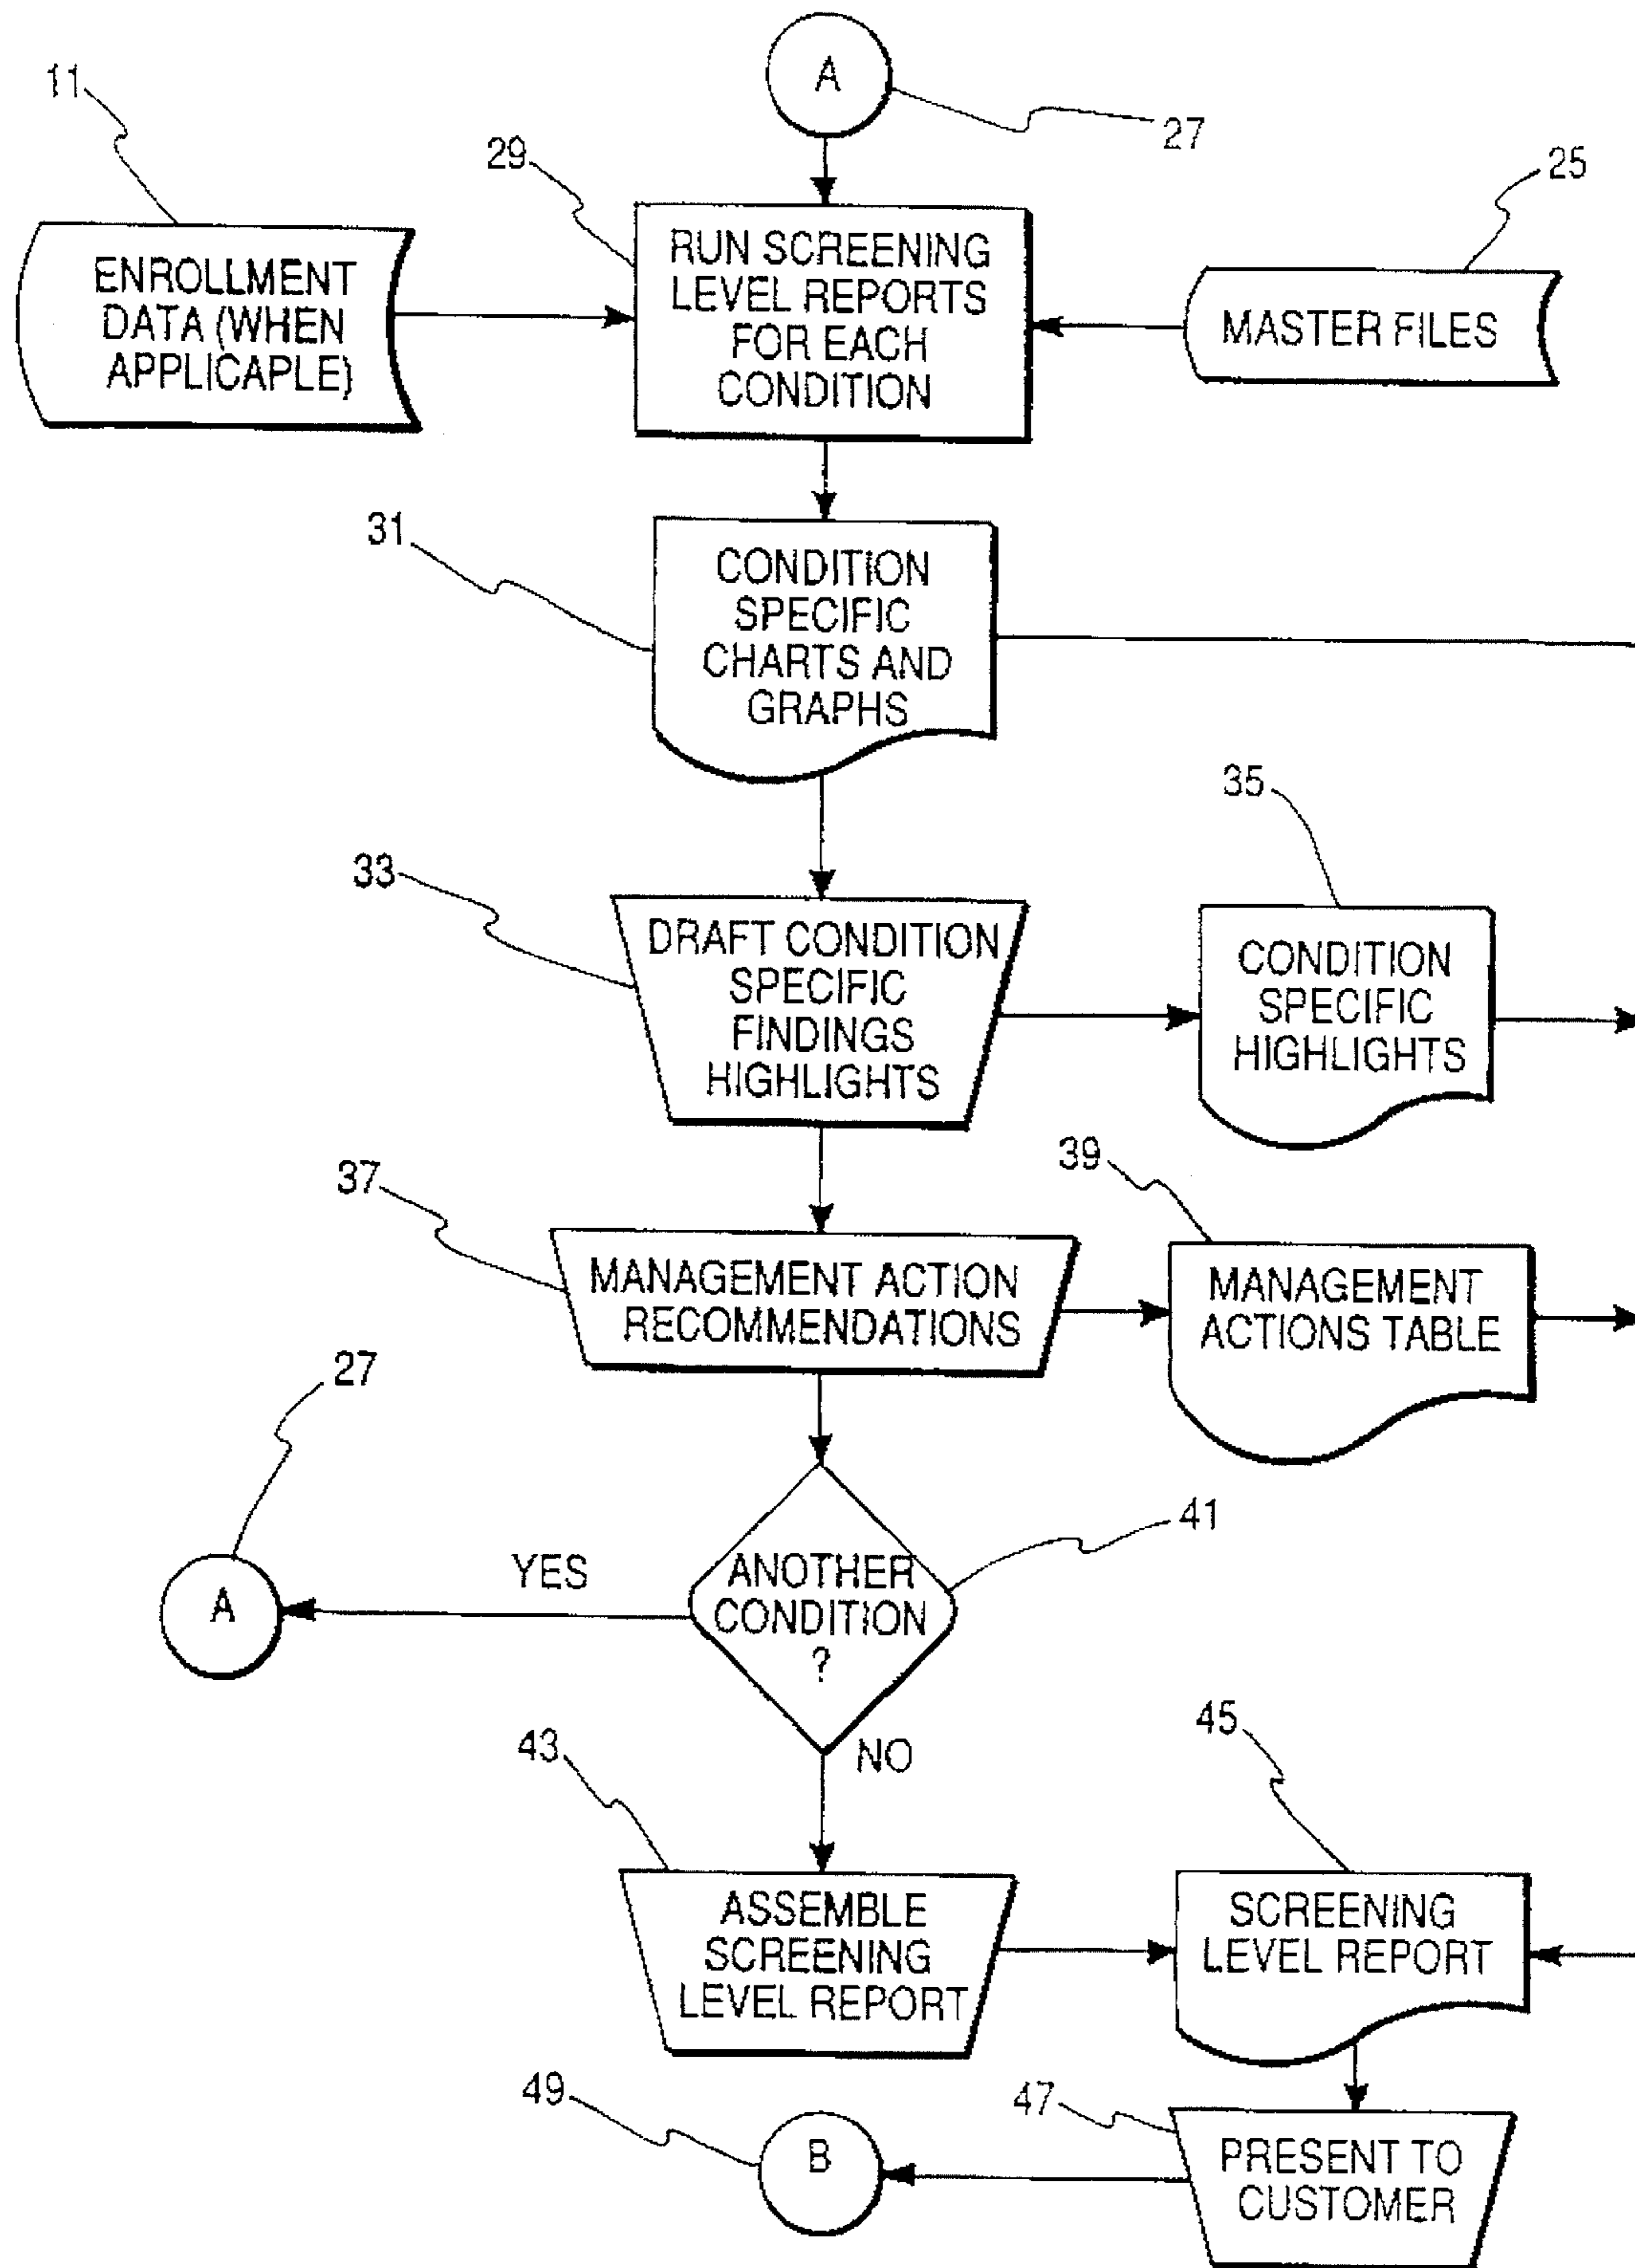 A
11
27
29
25
RUN SCREENING
LEVEL REPORTS
FOR EACH
CONDITION
ENROLLMENT
DATA (WHEN
APPLICAPLE)
MASTER FILES
31
CONDITION
SPECIFIC
CHARTS AND
GRAPHS
35
33
DRAFT CONDITION
SPECIFIC
FINDINGS
HIGHLIGHTS
CONDITION
SPECIFIC
HIGHLIGHTS
39
37
MANAGEMENT ACTION
RECOMMENDATIONS
MANAGEMENT
ACTIONS TABLE
27
41
A
YES
ANOTHER
CONDITION
?
NO
45
43
ASSEMBLE
SCREENING
LEVEL REPORT
SCREENING
LEVEL REPORT
49
47
B
PRESENT TO
CUSTOMER